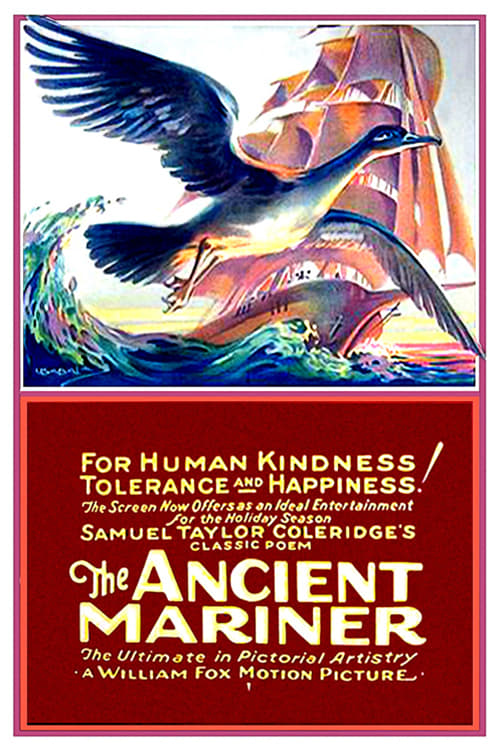 FOR HUMAN KINDNESS
TOLERANCE AND HAPPINESS!
The Screen Now Offers as an Ideal Entertainment
for the Holiday Season
SAMUEL TAYLOR COLERIDGE'S
CLASSIC POEM
The ANCIENT
MARINER
The Ultimate in Pictorial Artistry
· A WILLIAM FOX MOTION PICTURE ·